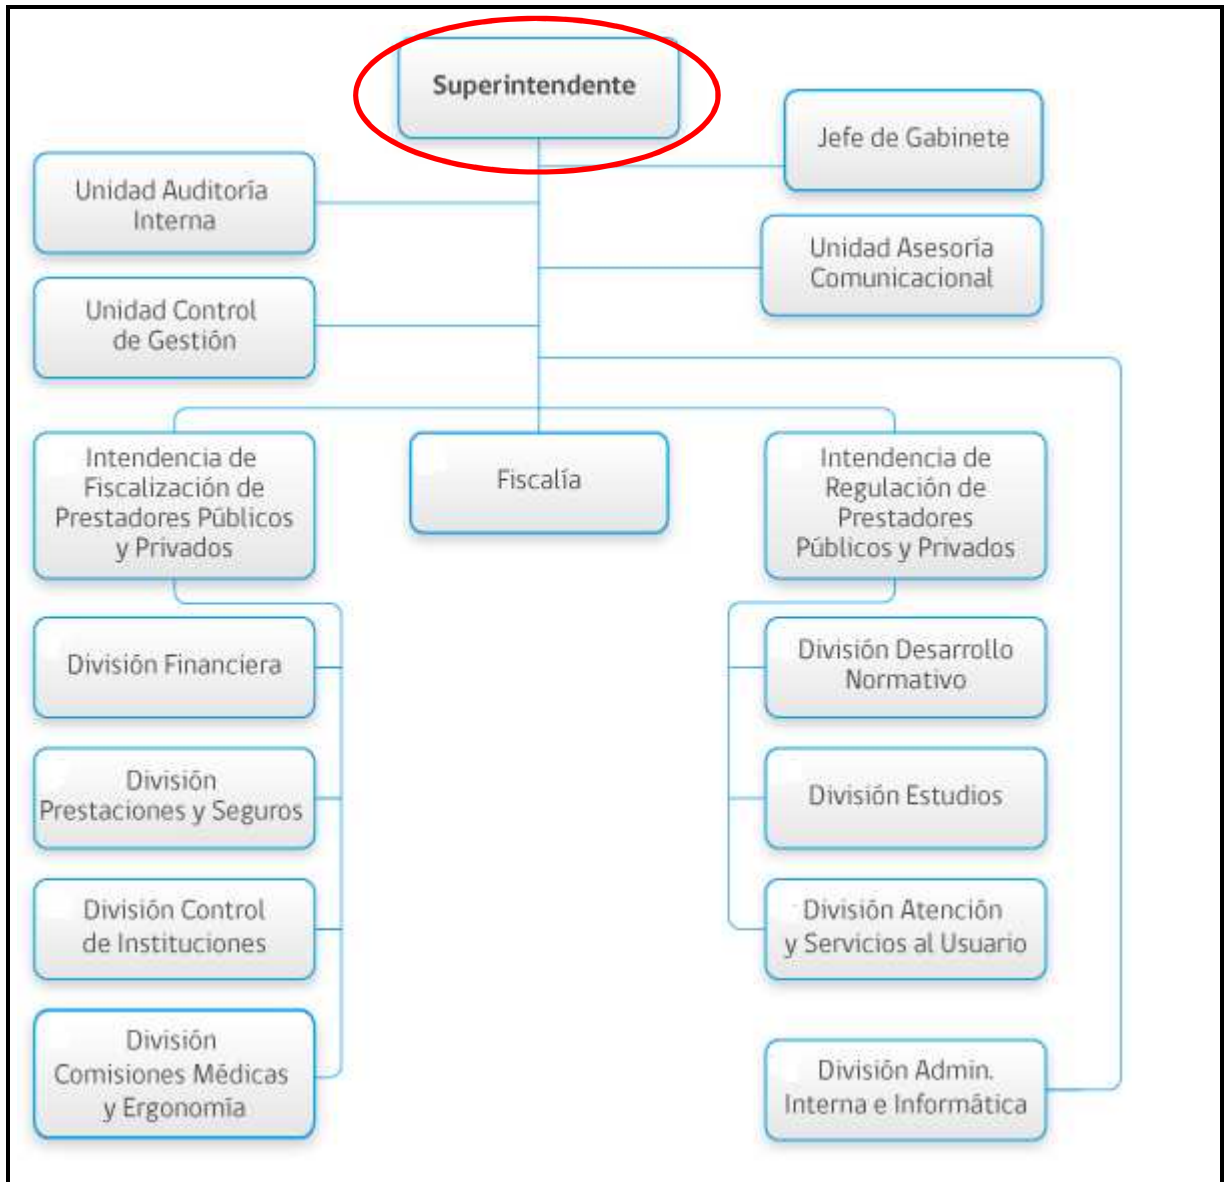 Superintendente
Jefe de Gabinete
Unidad Auditoría
Interna
Unidad Asesoría
Comunicacional
Unidad Control
de Gestión
Intendencia de
Fiscalización de
Prestadores Públicos
y Privados
Fiscalía
Intendencia de
Regulación de
Prestadores
Públicos y Privados
División Financiera
División Desarrollo
Normativo
División
Prestaciones y Seguros
División Estudios
División Control
de Instituciones
División Atención
y Servicios al Usuario
División
Comisiones Médicas
y Ergonomía
División Admin.
Interna e Informática